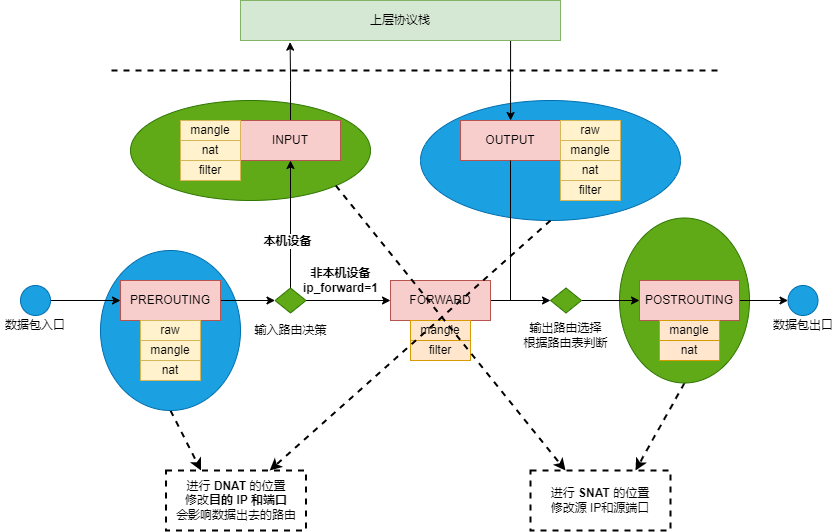 上层协议栈
mangle
nat
filter
INPUT
OUTPUT
raw
mangle
nat
filter
本机设备
非本机设备
ip_forward=1
数据包入口
PREROUTING
raw
mangle
nat
输入路由决策
FORWARD
mangle
filter
输出路由选择
根据路由表判断
POSTROUTING
mangle
nat
数据包出口
进行 DNAT 的位置
修改目的 IP 和端口
会影响数据出去的路由
进行 SNAT 的位置
修改源 IP和源端口